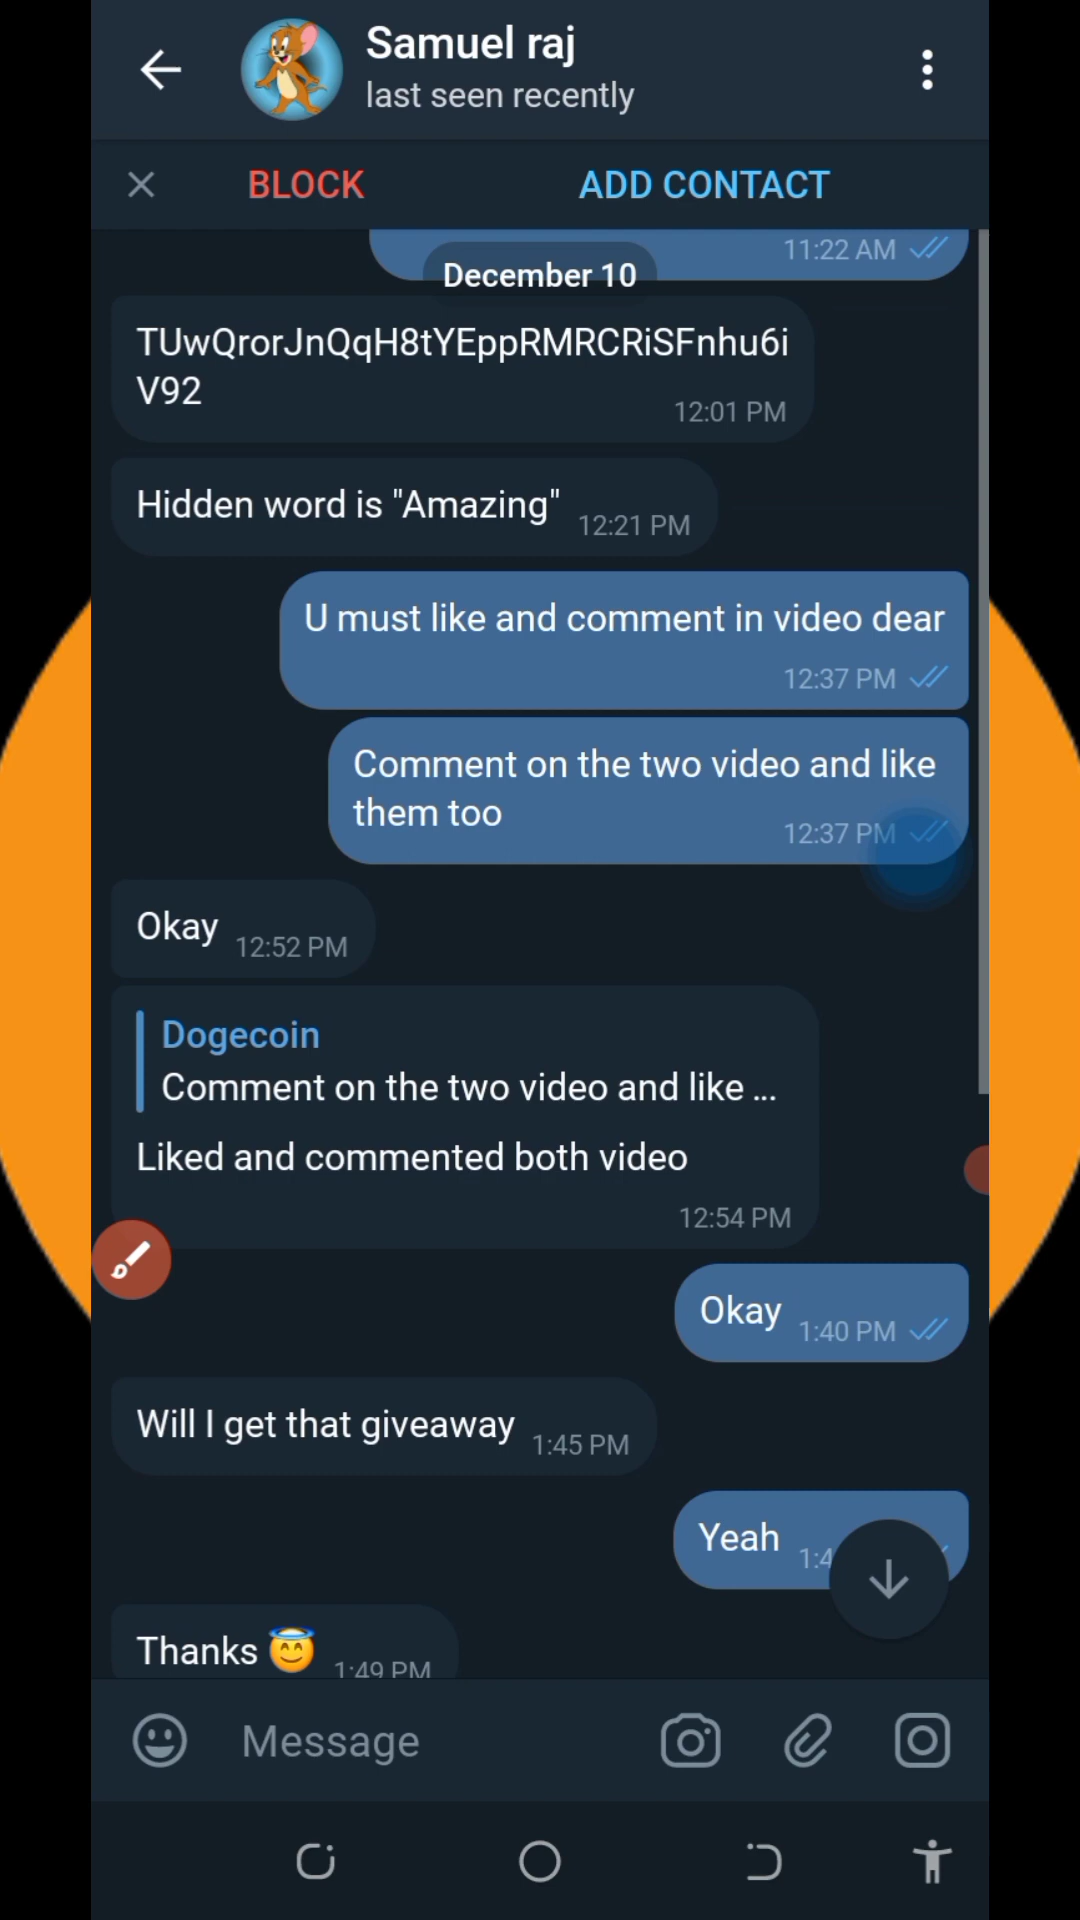 Samuel raj
last seen recently
BLOCK
ADD CONTACT
11:22 AM
December 10
TUwQrorJnQqH8tYEppRMRCRiSFnhu6i
V92
12:01 PM
Hidden word is "Amazing" 12:21 PM
U must like and comment in video dear
12:37 PM
Comment on the two video and like
them too
12:37 PM
Okay 12:52 PM
Dogecoin
Comment on the two video and like ...
Liked and commented both video
12:54 PM
Okay 1:40 PM
Will I get that giveaway 1:45 PM
Yeah
Thanks 😇 1:49 PM
Message